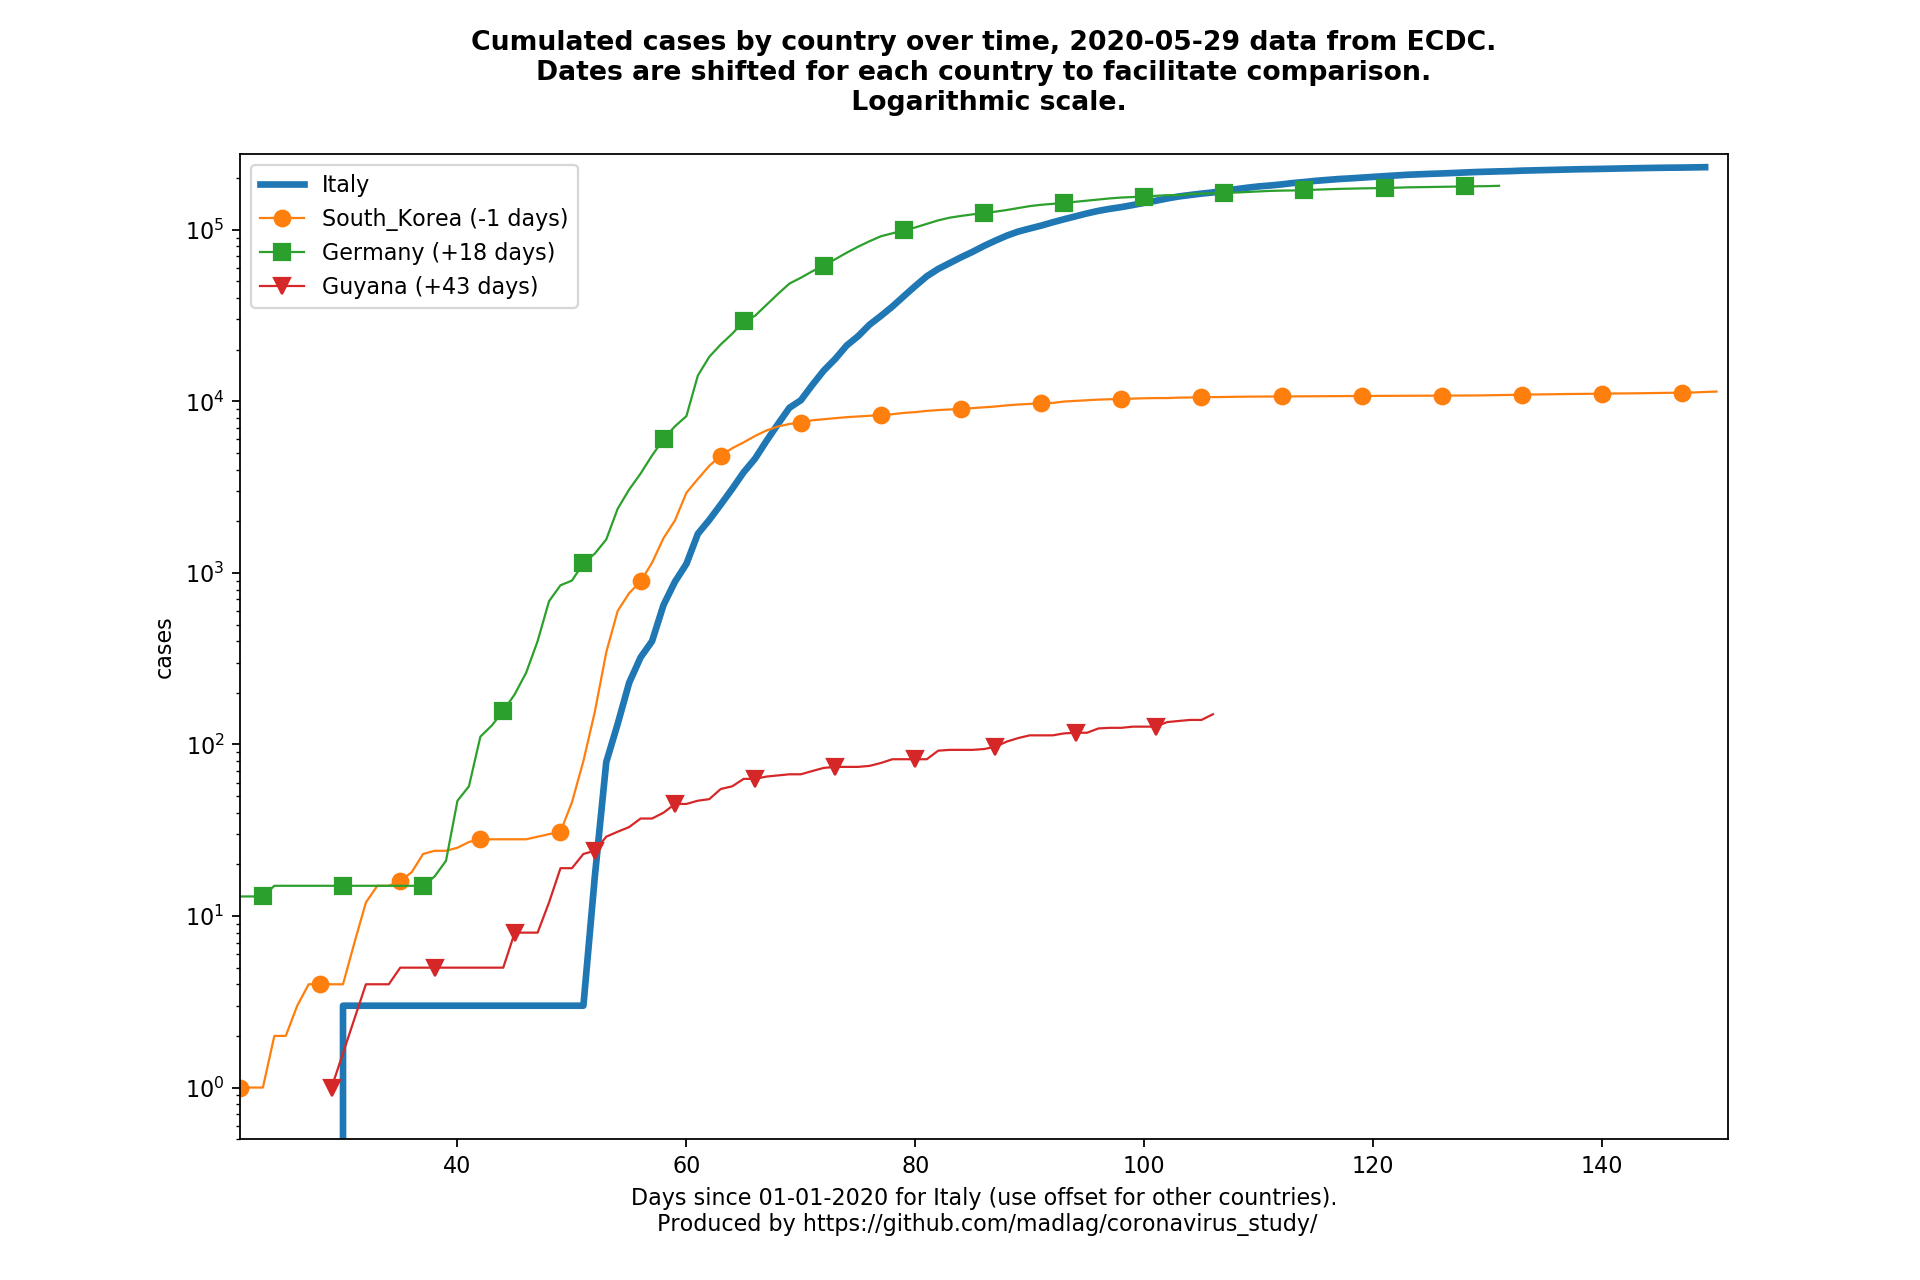 Cumulated cases by country over time, 2020-05-29 data from ECDC.
Dates are shifted for each country to facilitate comparison.
Logarithmic scale.
Italy
South_Korea (-1 days)
Germany (+18 days)
Guyana (+43 days)
10^5
10^4
10^3
10^2
10^1
10^0
cases
40 60 80 100 120 140
Days since 01-01-2020 for Italy (use offset for other countries).
Produced by https://github.com/madlag/coronavirus_study/